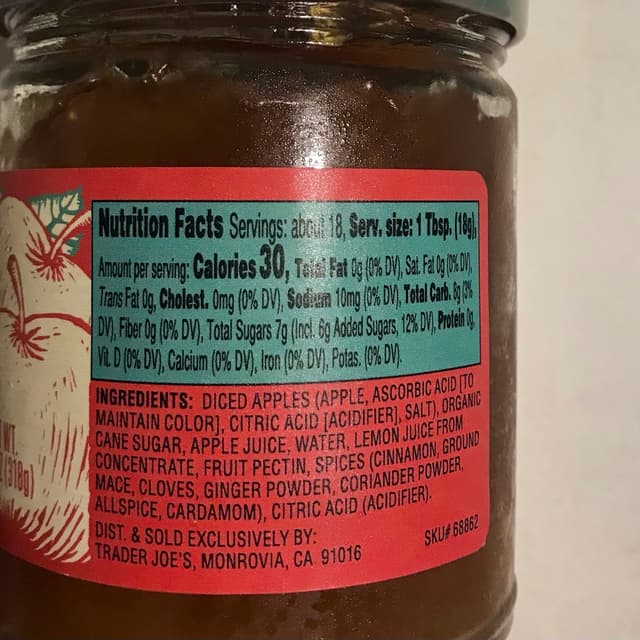 Nutrition Facts Servings: about 18, Serv. size: 1 Tbsp. (18g),
Amount per serving: Calories 30, Total Fat 0g (0% DV), Sat. Fat 0g (0% DV),
Trans Fat 0g, Cholest. 0mg (0% DV), Sodium 10mg (0% DV), Total Carb. 8g (3%
DV), Fiber 0g (0% DV), Total Sugars 7g (Incl. 6g Added Sugars, 12% DV), Protein 0g,
Vit. D (0% DV), Calcium (0% DV), Iron (0% DV), Potas. (0% DV).
INGREDIENTS: DICED APPLES (APPLE, ASCORBIC ACID [TO
MAINTAIN COLOR], CITRIC ACID [ACIDIFIER], SALT), ORGANIC
CANE SUGAR, APPLE JUICE, WATER, LEMON JUICE FROM
CONCENTRATE, FRUIT PECTIN, SPICES (CINNAMON, GROUND
MACE, CLOVES, GINGER POWDER, CORIANDER POWDER,
ALLSPICE, CARDAMOM), CITRIC ACID (ACIDIFIER).
DIST. & SOLD EXCLUSIVELY BY:
TRADER JOE'S, MONROVIA, CA 91016
SKU# 68862
WT.
(318g)